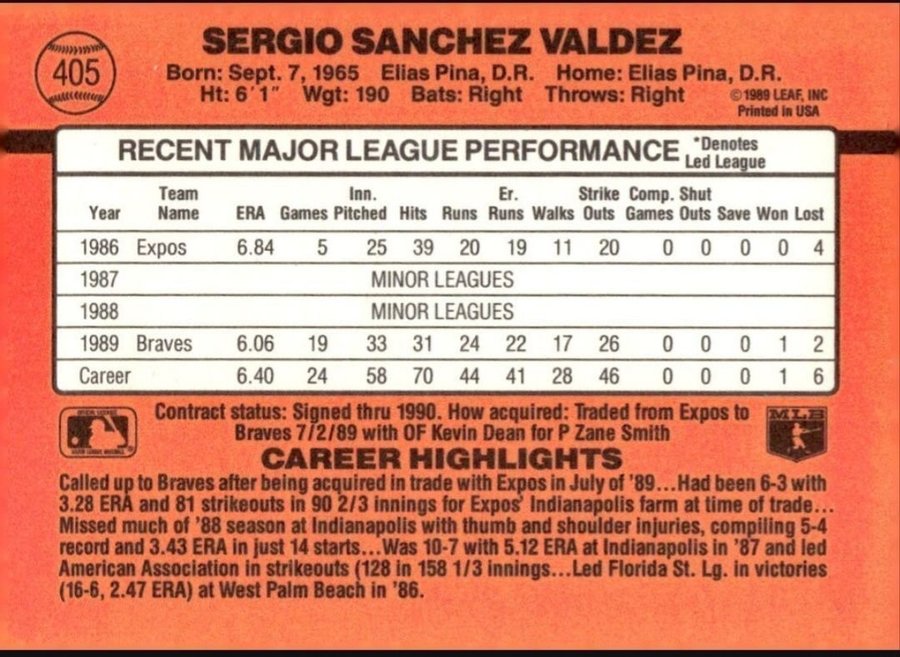 405
SERGIO SANCHEZ VALDEZ
Born: Sept. 7, 1965 Elias Pina, D.R. Home: Elias Pina, D.R.
Ht: 6'1" Wgt: 190 Bats: Right Throws: Right
©1989 LEAF, INC
Printed in USA
RECENT MAJOR LEAGUE PERFORMANCE *Denotes Led League
Year Team Name ERA Games Inn. Pitched Hits Runs Er. Runs Walks Strike Outs Comp. Games Shut Outs Save Won Lost
1986 Expos 6.84 5 25 39 20 19 11 20 0 0 0 0 4
1987 MINOR LEAGUES
1988 MINOR LEAGUES
1989 Braves 6.06 19 33 31 24 22 17 26 0 0 0 1 2
Career 6.40 24 58 70 44 41 28 46 0 0 0 1 6
Contract status: Signed thru 1990. How acquired: Traded from Expos to
Braves 7/2/89 with OF Kevin Dean for P Zane Smith
MLB
CAREER HIGHLIGHTS
Called up to Braves after being acquired in trade with Expos in July of '89...Had been 6-3 with
3.28 ERA and 81 strikeouts in 90 2/3 innings for Expos' Indianapolis farm at time of trade...
Missed much of '88 season at Indianapolis with thumb and shoulder injuries, compiling 5-4
record and 3.43 ERA in just 14 starts...Was 10-7 with 5.12 ERA at Indianapolis in '87 and led
American Association in strikeouts (128 in 158 1/3 innings...Led Florida St. Lg. in victories
(16-6, 2.47 ERA) at West Palm Beach in '86.